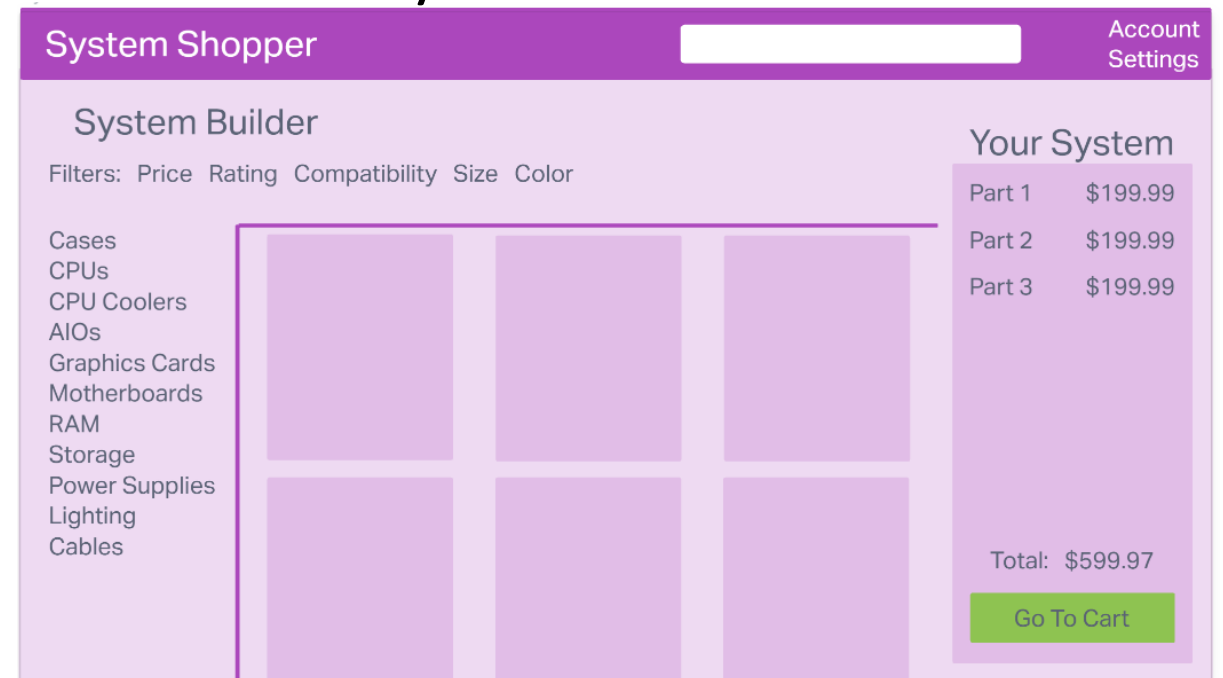 System Shopper
Account
Settings
System Builder
Filters: Price Rating Compatibility Size Color
Cases
CPUs
CPU Coolers
AIOs
Graphics Cards
Motherboards
RAM
Storage
Power Supplies
Lighting
Cables
Your System
Part 1 $199.99
Part 2 $199.99
Part 3 $199.99
Total: $599.97
Go To Cart